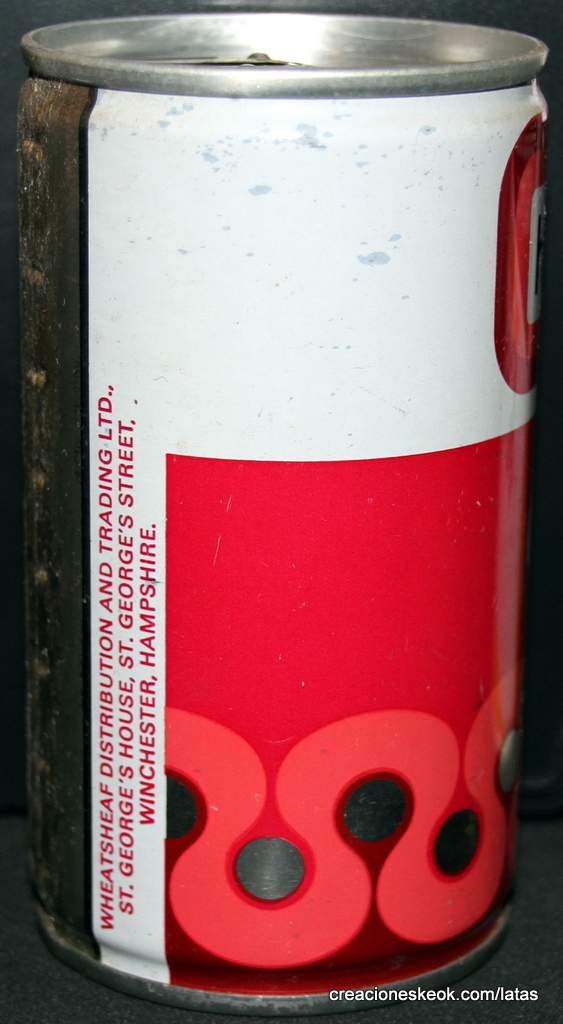 WHEATSHEAF DISTRIBUTION AND TRADING LTD.,
ST. GEORGE'S HOUSE, ST. GEORGE'S STREET,
WINCHESTER, HAMPSHIRE.
creacioneskeok.com/latas